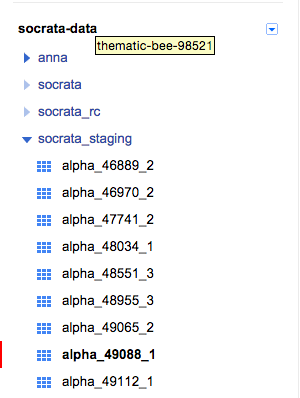 socrata-data
thematic-bee-98521
anna
socrata
socrata_rc
socrata_staging
alpha_46889_2
alpha_46970_2
alpha_47741_2
alpha_48034_1
alpha_48551_3
alpha_48955_3
alpha_49065_2
alpha_49088_1
alpha_49112_1